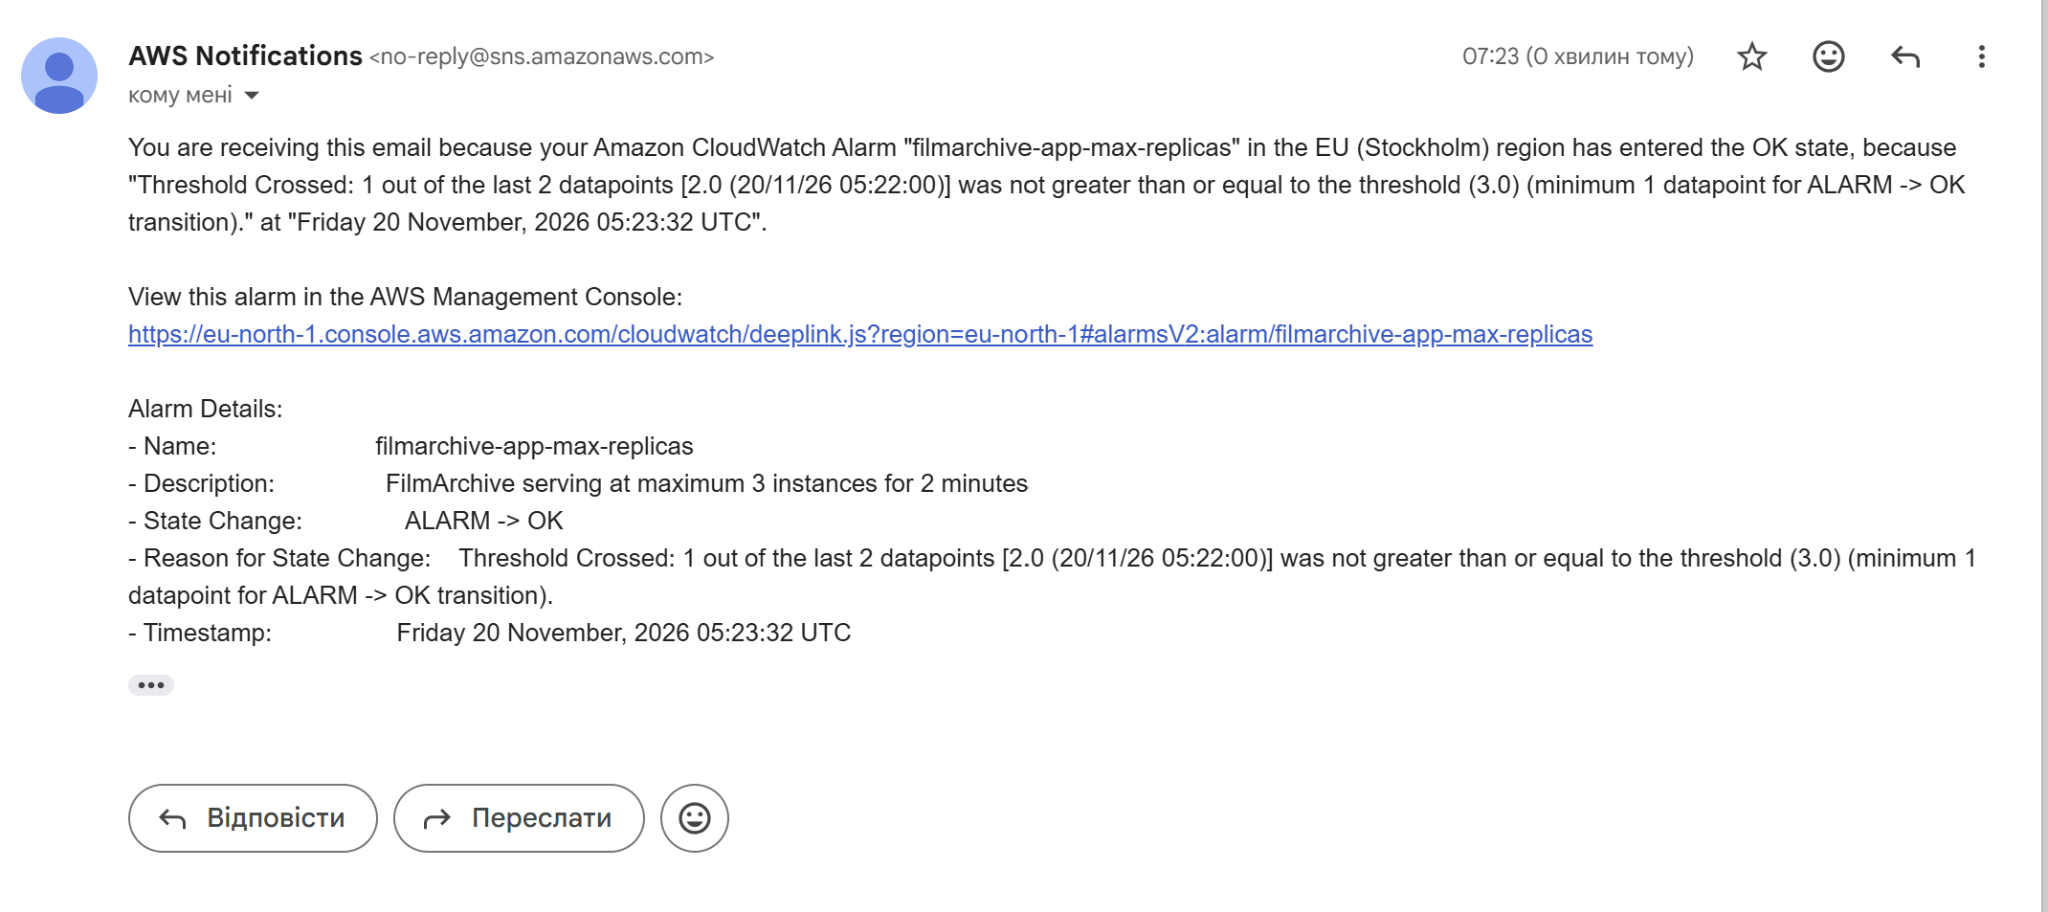 AWS Notifications <no-reply@sns.amazonaws.com> 07:23 (0 хвилин тому)
кому мені
You are receiving this email because your Amazon CloudWatch Alarm "filmarchive-app-max-replicas" in the EU (Stockholm) region has entered the OK state, because
"Threshold Crossed: 1 out of the last 2 datapoints [2.0 (20/11/26 05:22:00)] was not greater than or equal to the threshold (3.0) (minimum 1 datapoint for ALARM -> OK
transition)." at "Friday 20 November, 2026 05:23:32 UTC".
View this alarm in the AWS Management Console:
https://eu-north-1.console.aws.amazon.com/cloudwatch/deeplink.js?region=eu-north-1#alarmsV2:alarm/filmarchive-app-max-replicas
Alarm Details:
- Name: filmarchive-app-max-replicas
- Description: FilmArchive serving at maximum 3 instances for 2 minutes
- State Change: ALARM -> OK
- Reason for State Change: Threshold Crossed: 1 out of the last 2 datapoints [2.0 (20/11/26 05:22:00)] was not greater than or equal to the threshold (3.0) (minimum 1
datapoint for ALARM -> OK transition).
- Timestamp: Friday 20 November, 2026 05:23:32 UTC
Відповісти Переслати